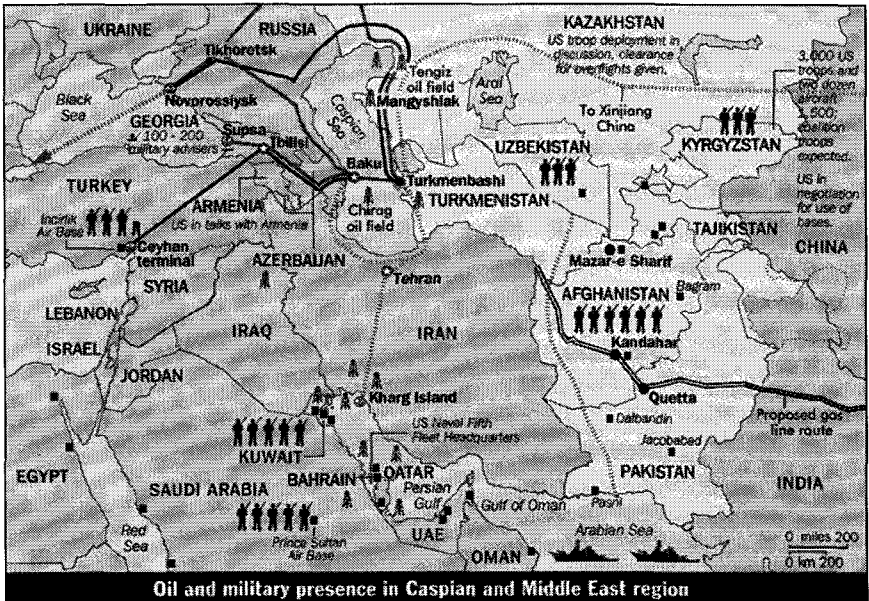 UKRAINE
RUSSIA
KAZAKHSTAN
US troop deployment in
discussion, clearance
for overflights given.
Tikhoretsk
Tengiz
oil field
Mangyshlak
Aral
Sea
3,000 US
troops and
two dozen
aircraft
3,500
coalition
troops
expected.
Black
Sea
Novprossiysk
Caspian
Sea
To Xinjiang
China
GEORGIA
100 - 200
military advisers
Supsa
Tbilisi
UZBEKISTAN
KYRGYZSTAN
US in
negotiation
for use of
bases.
Baku
Turkmenbashi
TURKMENISTAN
TURKEY
ARMENIA
US in talks with Armenia
Chirag
oil field
TAJIKISTAN
CHINA
Incirlik
Air Base
Ceyhan
terminal
AZERBAIJAN
Mazar-e Sharif
Tehran
SYRIA
AFGHANISTAN
Bagram
LEBANON
IRAQ
IRAN
Kandahar
ISRAEL
JORDAN
Kharg Island
Quetta
Proposed gas
line route
Dalbandin
US Naval Fifth
Fleet Headquarters
Jacobabad
KUWAIT
BAHRAIN
QATAR
PAKISTAN
EGYPT
SAUDI ARABIA
Persian
Gulf
Gulf of Oman
Pasni
INDIA
Prince Sultan
Air Base
UAE
Arabian Sea
Red
Sea
OMAN
0 miles 200
0 km 200
Oil and military presence in Caspian and Middle East region